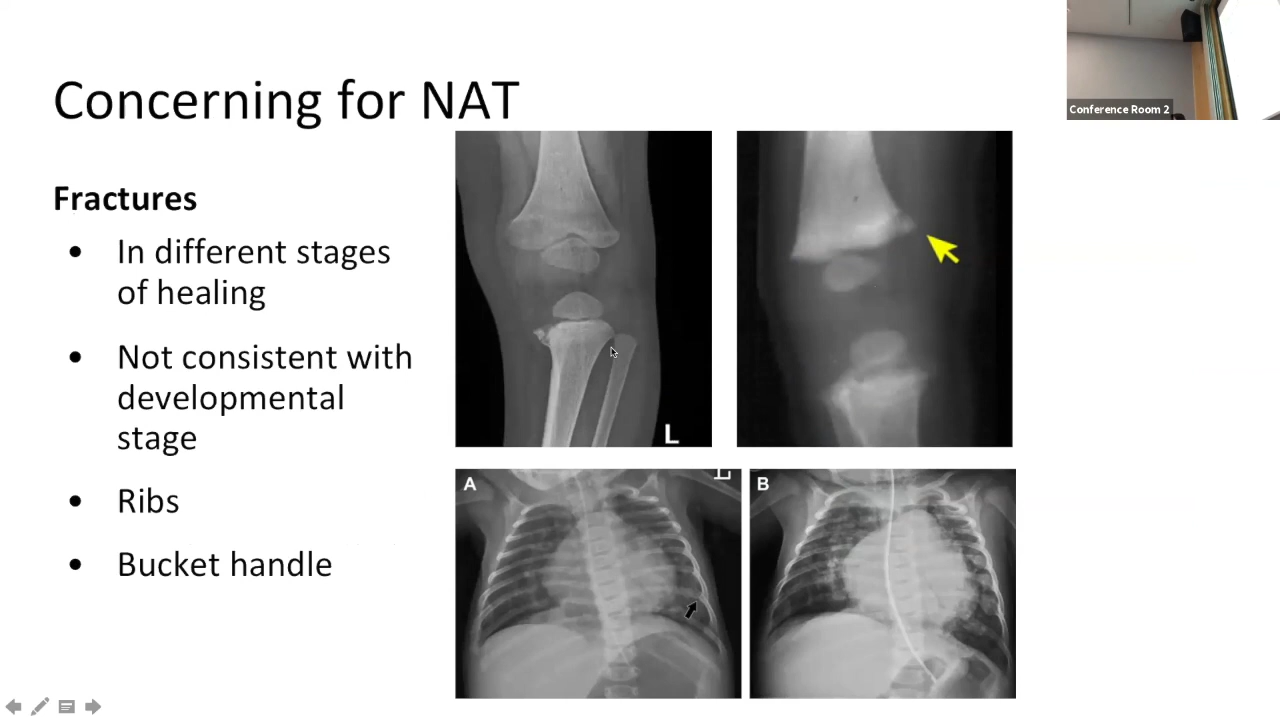 Concerning for NAT
Conference Room 2
Fractures
• In different stages
of healing
• Not consistent with
developmental
stage
• Ribs
• Bucket handle
L
A
L
B